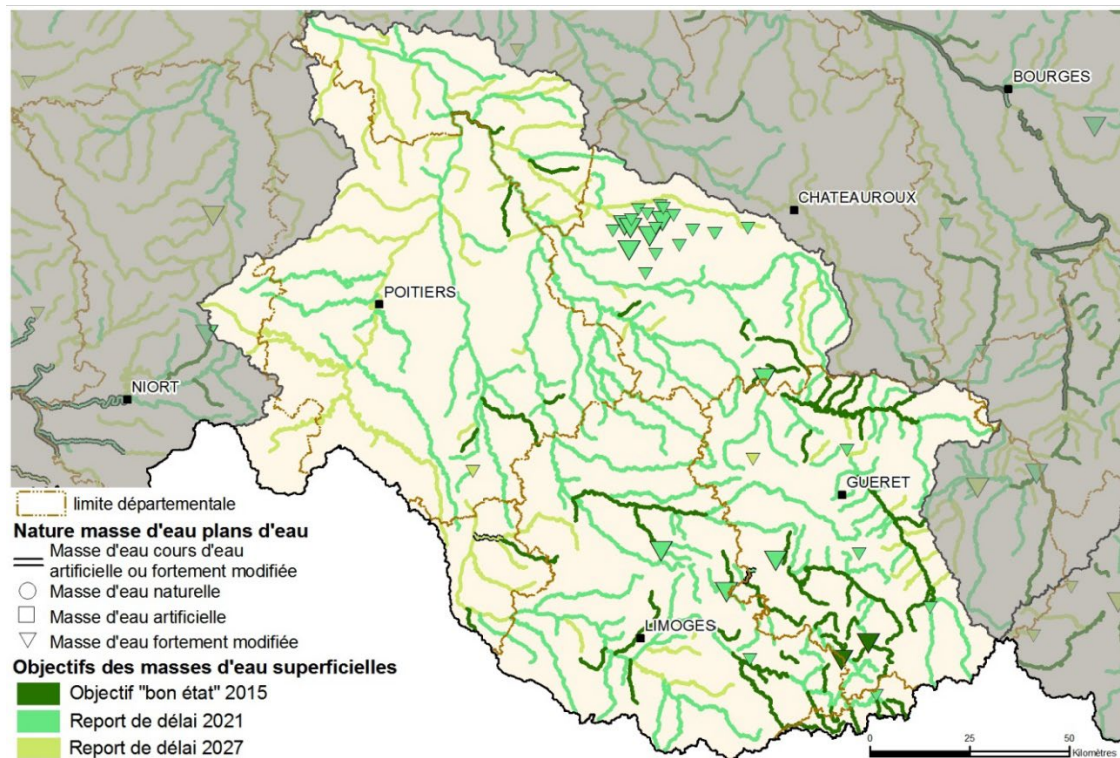 BOURGES
CHATEAUROUX
POITIERS
NIORT
GUERET
LIMOGES
limite départementale
Nature masse d'eau plans d'eau
Masse d'eau cours d'eau
artificielle ou fortement modifiée
Masse d'eau naturelle
Masse d'eau artificielle
Masse d'eau fortement modifiée
Objectifs des masses d'eau superficielles
Objectif "bon état" 2015
Report de délai 2021
Report de délai 2027
0 25 50
Kilomètres